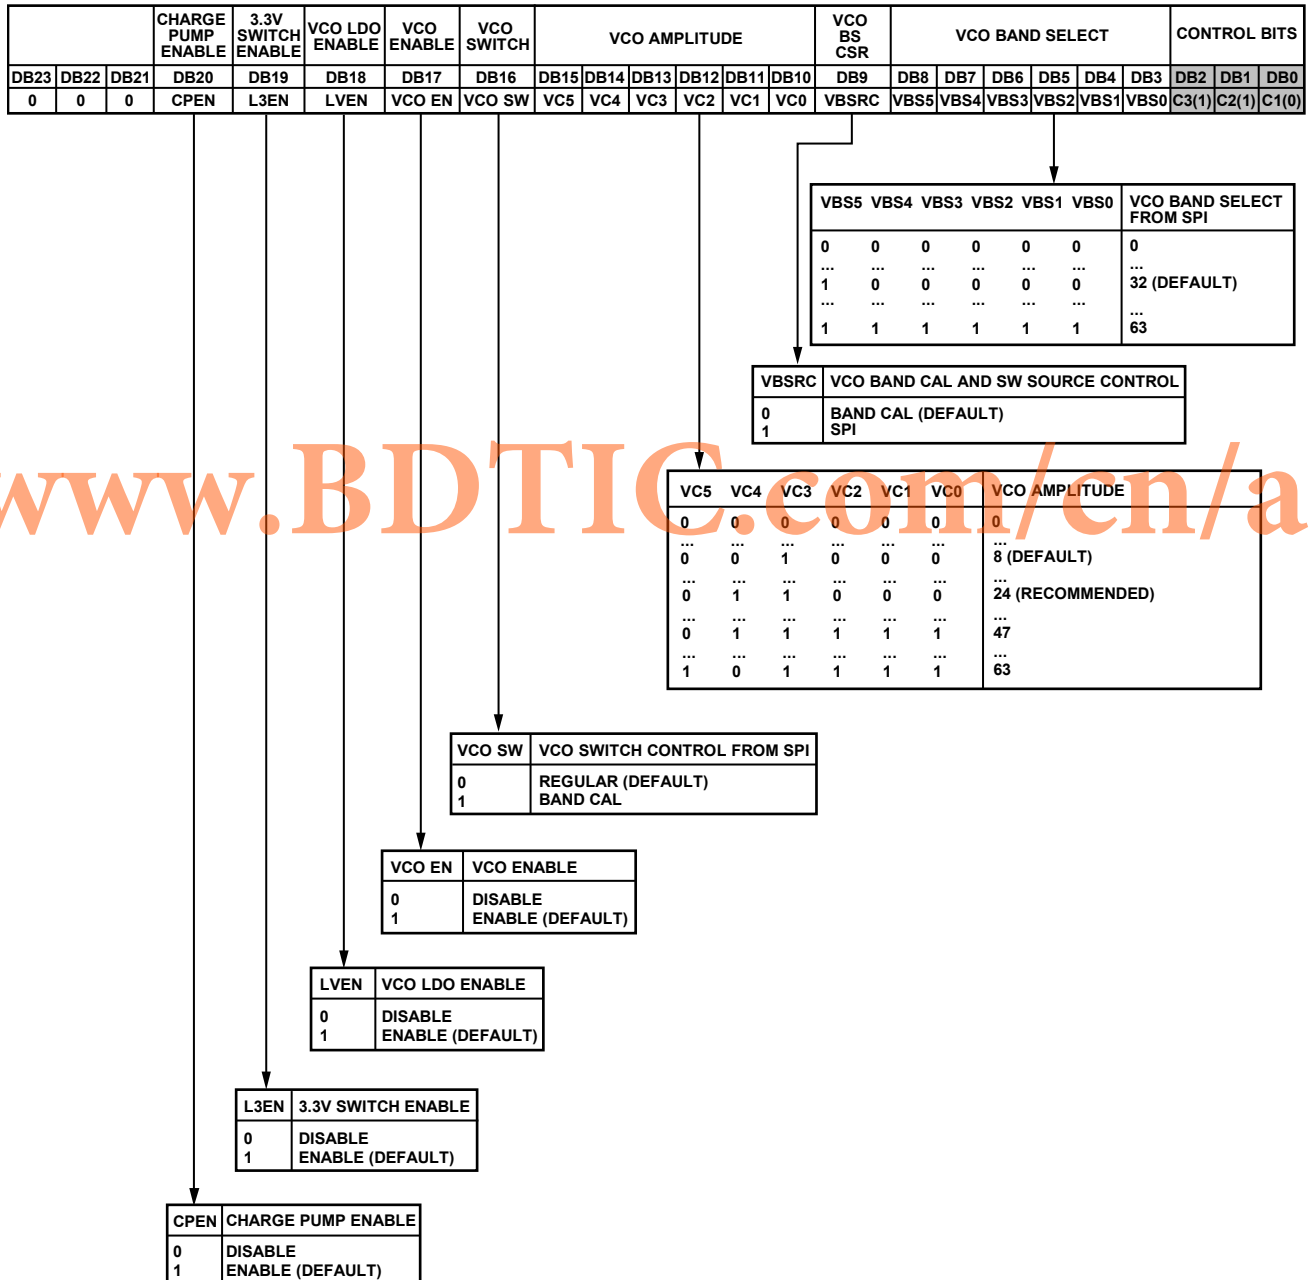 CHARGE PUMP ENABLE 3.3V SWITCH ENABLE VCO LDO ENABLE VCO ENABLE VCO SWITCH VCO AMPLITUDE VCO BS CSR VCO BAND SELECT CONTROL BITS
DB23 DB22 DB21 DB20 DB19 DB18 DB17 DB16 DB15 DB14 DB13 DB12 DB11 DB10 DB9 DB8 DB7 DB6 DB5 DB4 DB3 DB2 DB1 DB0
0 0 0 CPEN L3EN LVEN VCO EN VCO SW VC5 VC4 VC3 VC2 VC1 VC0 VBSRC VBS5 VBS4 VBS3 VBS2 VBS1 VBS0 C3(1) C2(1) C1(0)
VBS5 VBS4 VBS3 VBS2 VBS1 VBS0 VCO BAND SELECT FROM SPI
0 0 0 0 0 0 0
... ... ... ... ... ... ...
1 0 0 0 0 0 32 (DEFAULT)
... ... ... ... ... ... ...
1 1 1 1 1 1 63
VBSRC VCO BAND CAL AND SW SOURCE CONTROL
0 BAND CAL (DEFAULT)
1 SPI
www.BDTIC.com/cn/a
VC5 VC4 VC3 VC2 VC1 VC0 VCO AMPLITUDE
0 0 0 0 0 0 0
... ... ... ... ... ... ...
0 0 1 0 0 0 8 (DEFAULT)
... ... ... ... ... ... ...
0 1 1 0 0 0 24 (RECOMMENDED)
... ... ... ... ... ... ...
0 1 1 1 1 1 47
... ... ... ... ... ... ...
1 0 1 1 1 1 63
VCO SW VCO SWITCH CONTROL FROM SPI
0 REGULAR (DEFAULT)
1 BAND CAL
VCO EN VCO ENABLE
0 DISABLE
1 ENABLE (DEFAULT)
LVEN VCO LDO ENABLE
0 DISABLE
1 ENABLE (DEFAULT)
L3EN 3.3V SWITCH ENABLE
0 DISABLE
1 ENABLE (DEFAULT)
CPEN CHARGE PUMP ENABLE
0 DISABLE
1 ENABLE (DEFAULT)